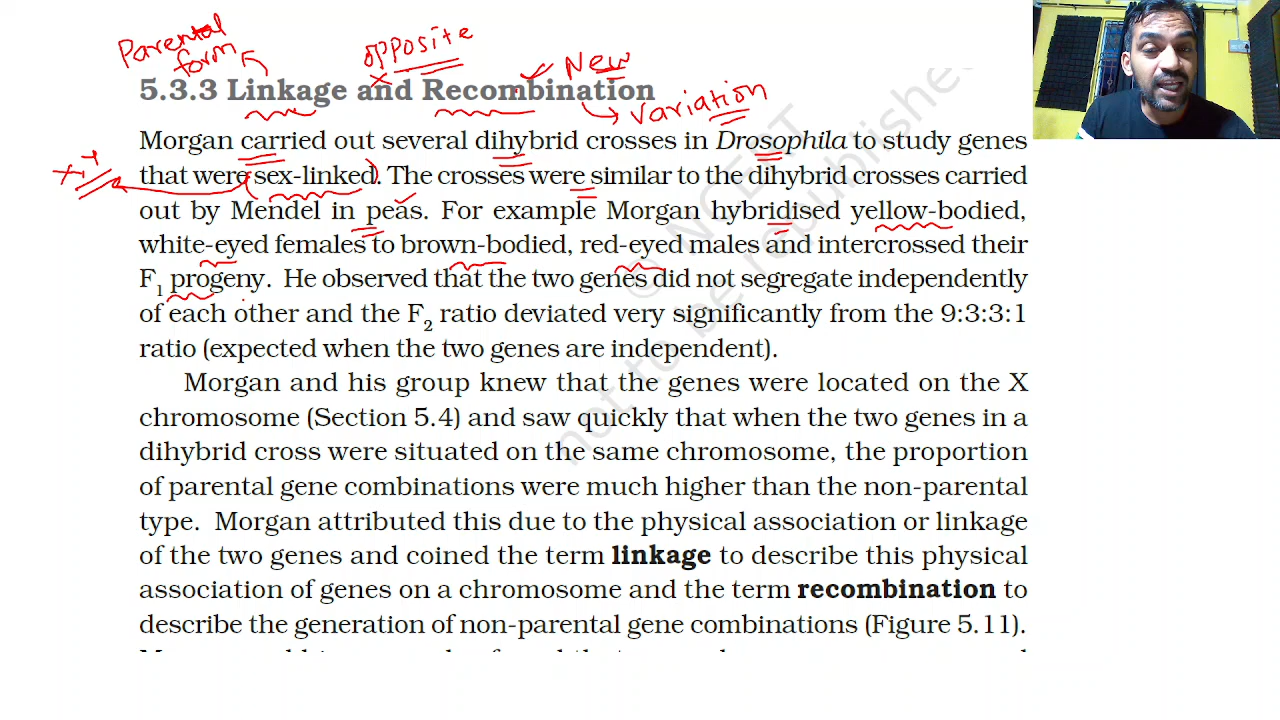 Parental
form
opposite
x
New
Variation
X, Y
5.3.3 Linkage and Recombination
Morgan carried out several dihybrid crosses in Drosophila to study genes
that were (sex-linked). The crosses were similar to the dihybrid crosses carried
out by Mendel in peas. For example Morgan hybridised yellow-bodied,
white-eyed females to brown-bodied, red-eyed males and intercrossed their
F1 progeny. He observed that the two genes did not segregate independently
of each other and the F2 ratio deviated very significantly from the 9:3:3:1
ratio (expected when the two genes are independent).
Morgan and his group knew that the genes were located on the X
chromosome (Section 5.4) and saw quickly that when the two genes in a
dihybrid cross were situated on the same chromosome, the proportion
of parental gene combinations were much higher than the non-parental
type. Morgan attributed this due to the physical association or linkage
of the two genes and coined the term linkage to describe this physical
association of genes on a chromosome and the term recombination to
describe the generation of non-parental gene combinations (Figure 5.11).
© NCERT
not to be republishe